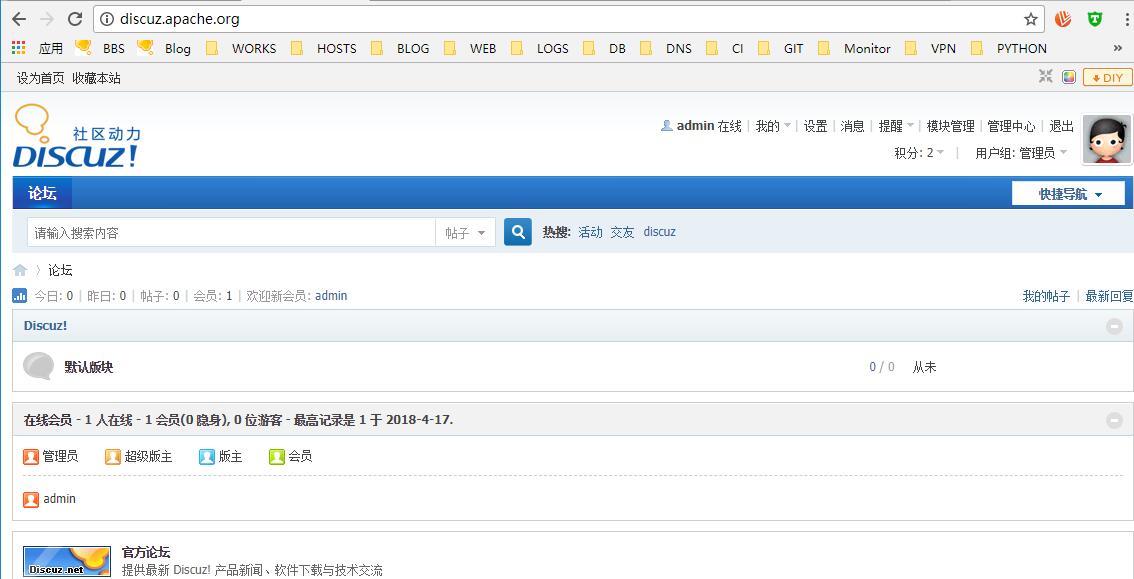 discuz.apache.org
应用 BBS Blog WORKS HOSTS BLOG WEB LOGS DB DNS CI GIT Monitor VPN PYTHON »
设为首页 收藏本站 DIY
社区动力
DISCUZ!
admin 在线 | 我的 | 设置 | 消息 | 提醒 | 模块管理 | 管理中心 | 退出
积分: 2 | 用户组: 管理员
论坛 快捷导航
请输入搜索内容 帖子 热搜: 活动 交友 discuz
〉论坛
今日: 0 | 昨日: 0 | 帖子: 0 | 会员: 1 | 欢迎新会员: admin 我的帖子 | 最新回复
Discuz!
默认版块 0 / 0 从未
在线会员 - 1 人在线 - 1 会员(0 隐身), 0 位游客 - 最高记录是 1 于 2018-4-17.
管理员 超级版主 版主 会员
admin
Discuz.net 官方论坛
提供最新 Discuz! 产品新闻、软件下载与技术交流